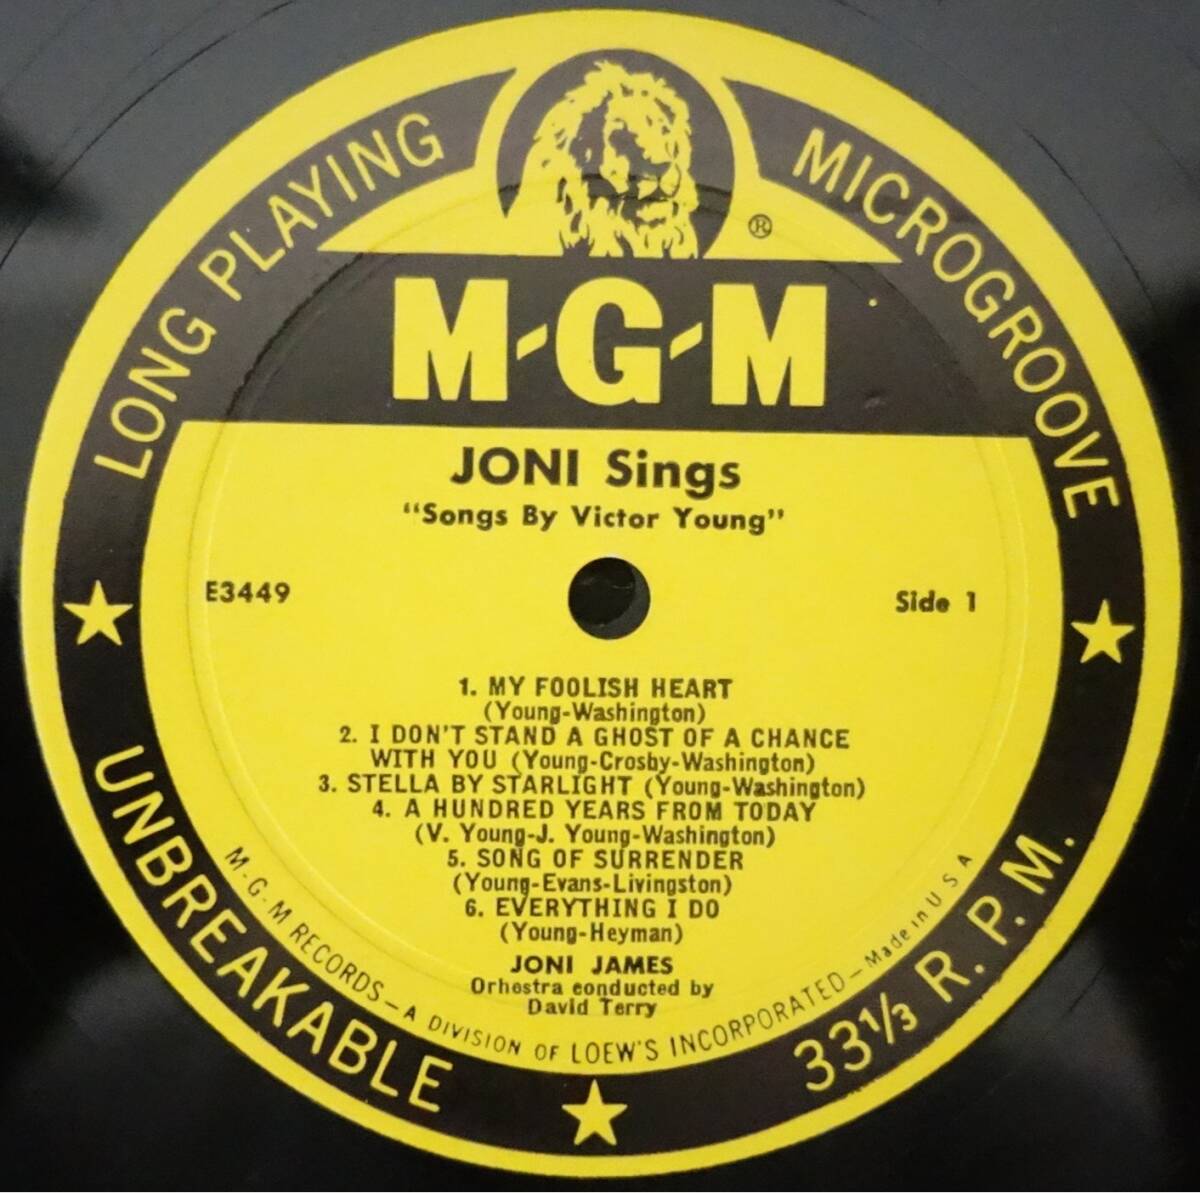 LONG PLAYING
MICROGROOVE
®
M-G-M
JONI Sings
"Songs By Victor Young"
E3449
Side 1
1. MY FOOLISH HEART
(Young-Washington)
2. I DON'T STAND A GHOST OF A CHANCE
WITH YOU (Young-Crosby-Washington)
3. STELLA BY STARLIGHT (Young-Washington)
4. A HUNDRED YEARS FROM TODAY
(V. Young-J. Young-Washington)
5. SONG OF SURRENDER
(Young-Evans-Livingston)
6. EVERYTHING I DO
(Young-Heyman)
JONI JAMES
Orhestra conducted by
David Terry
M-G-M RECORDS – A DIVISION OF LOEW'S INCORPORATED – Made in U S A
UNBREAKABLE
33⅓ R. P. M.